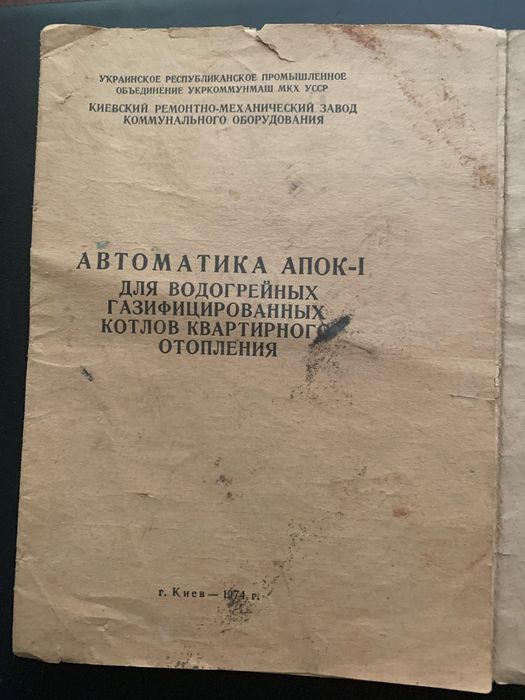 УКРАИНСКОЕ РЕСПУБЛИКАНСКОЕ ПРОМЫШЛЕННОЕ
ОБЪЕДИНЕНИЕ УКРКОММУНМАШ МКХ УССР
КИЕВСКИЙ РЕМОНТНО-МЕХАНИЧЕСКИЙ ЗАВОД
КОММУНАЛЬНОГО ОБОРУДОВАНИЯ
АВТОМАТИКА АПОК-I
ДЛЯ ВОДОГРЕЙНЫХ
ГАЗИФИЦИРОВАННЫХ
КОТЛОВ КВАРТИРНОГО
ОТОПЛЕНИЯ
г. Киев — 1974 г.